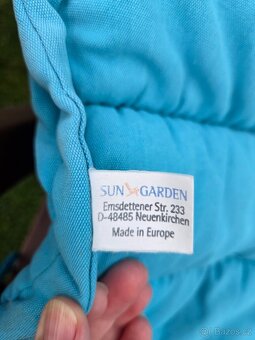 SUN GARDEN
Emsdettener Str. 233
D-48485 Neuenkirchen
Made in Europe